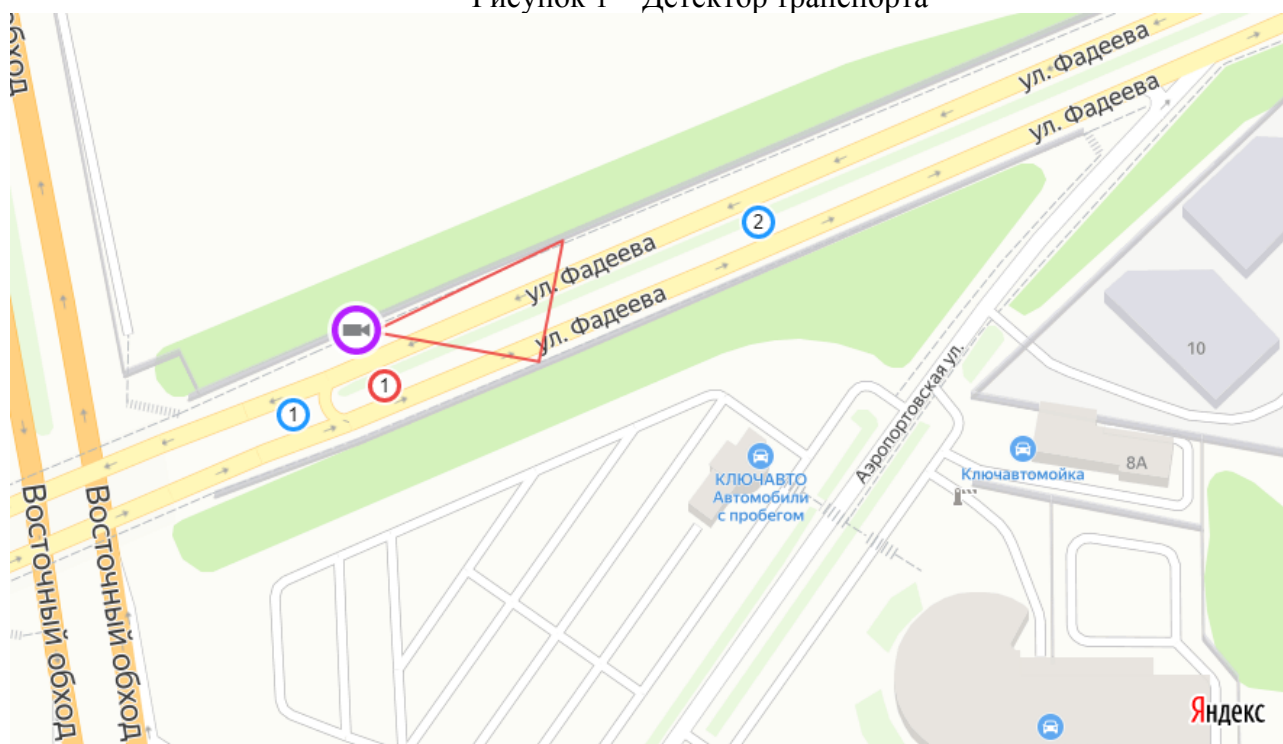 Рисунок 1 – Детектор транспорта
обход
ул. Фадеева
ул. Фадеева
2
ул. Фадеева
ул. Фадеева
1
1
10
Аэропортовская ул.
КЛЮЧАВТО
Автомобили
с пробегом
Ключавтомойка
8А
Восточный обход
Восточный обход
Яндекс